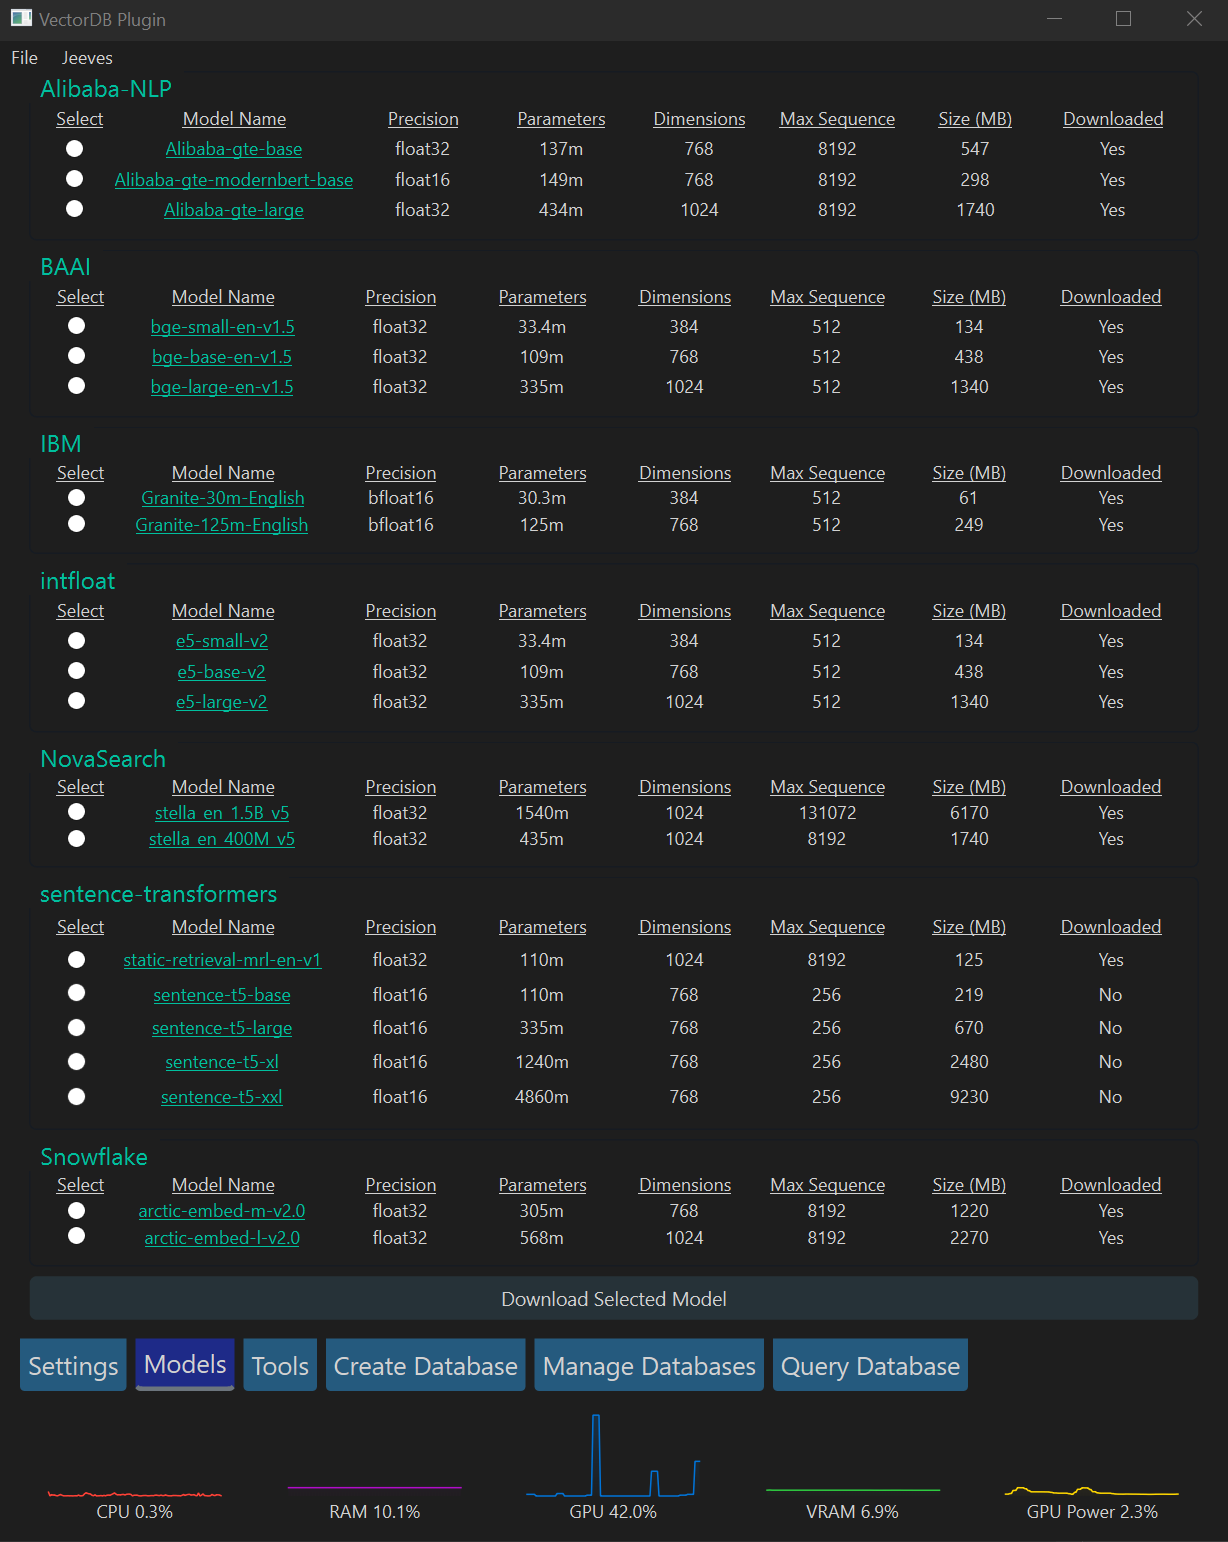 VectorDB Plugin
File Jeeves
Alibaba-NLP
Select Model Name Precision Parameters Dimensions Max Sequence Size (MB) Downloaded
Alibaba-gte-base float32 137m 768 8192 547 Yes
Alibaba-gte-modernbert-base float16 149m 768 8192 298 Yes
Alibaba-gte-large float32 434m 1024 8192 1740 Yes
BAAI
Select Model Name Precision Parameters Dimensions Max Sequence Size (MB) Downloaded
bge-small-en-v1.5 float32 33.4m 384 512 134 Yes
bge-base-en-v1.5 float32 109m 768 512 438 Yes
bge-large-en-v1.5 float32 335m 1024 512 1340 Yes
IBM
Select Model Name Precision Parameters Dimensions Max Sequence Size (MB) Downloaded
Granite-30m-English bfloat16 30.3m 384 512 61 Yes
Granite-125m-English bfloat16 125m 768 512 249 Yes
intfloat
Select Model Name Precision Parameters Dimensions Max Sequence Size (MB) Downloaded
e5-small-v2 float32 33.4m 384 512 134 Yes
e5-base-v2 float32 109m 768 512 438 Yes
e5-large-v2 float32 335m 1024 512 1340 Yes
NovaSearch
Select Model Name Precision Parameters Dimensions Max Sequence Size (MB) Downloaded
stella_en_1.5B_v5 float32 1540m 1024 131072 6170 Yes
stella_en_400M_v5 float32 435m 1024 8192 1740 Yes
sentence-transformers
Select Model Name Precision Parameters Dimensions Max Sequence Size (MB) Downloaded
static-retrieval-mrl-en-v1 float32 110m 1024 8192 125 Yes
sentence-t5-base float16 110m 768 256 219 No
sentence-t5-large float16 335m 768 256 670 No
sentence-t5-xl float16 1240m 768 256 2480 No
sentence-t5-xxl float16 4860m 768 256 9230 No
Snowflake
Select Model Name Precision Parameters Dimensions Max Sequence Size (MB) Downloaded
arctic-embed-m-v2.0 float32 305m 768 8192 1220 Yes
arctic-embed-l-v2.0 float32 568m 1024 8192 2270 Yes
Download Selected Model
Settings Models Tools Create Database Manage Databases Query Database
CPU 0.3% RAM 10.1% GPU 42.0% VRAM 6.9% GPU Power 2.3%